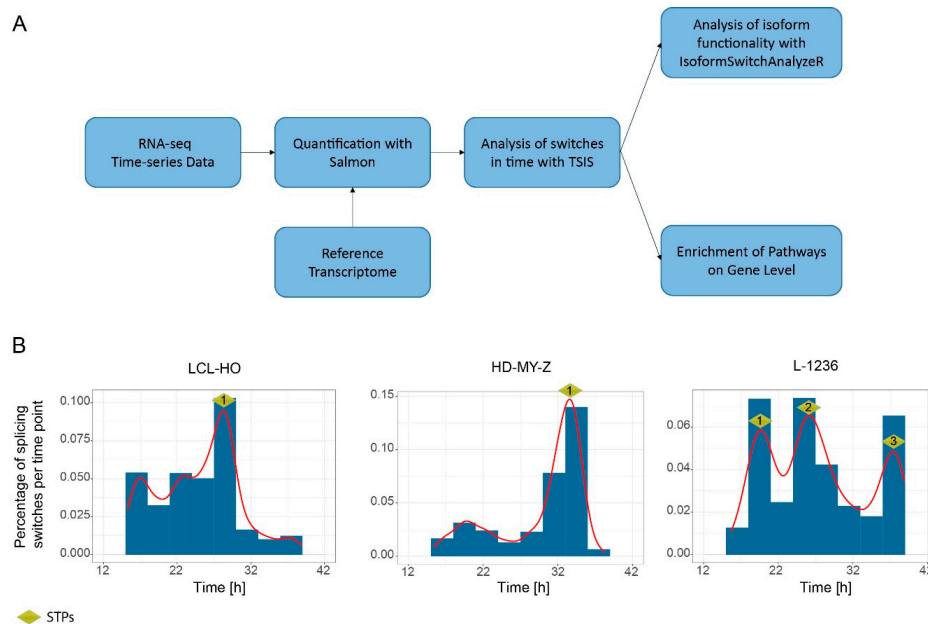 A
RNA-seq
Time-series Data
Quantification with
Salmon
Reference
Transcriptome
Analysis of switches
in time with TSIS
Analysis of isoform
functionality with
IsoformSwitchAnalyzeR
Enrichment of Pathways
on Gene Level
B
Percentage of splicing
switches per time point
LCL-HO
0.100
0.075
0.050
0.025
0.000
1
12 22 32 42
Time [h]
HD-MY-Z
0.15
0.10
0.05
0.00
1
12 22 32 42
Time [h]
L-1236
0.06
0.04
0.02
0.00
1
2
3
12 22 32 42
Time [h]
STPs